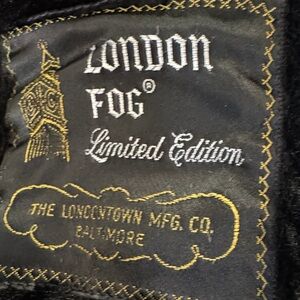 LONDON
FOG®
Limited Edition
THE LONDONTOWN MFG. CO.
BALTIMORE